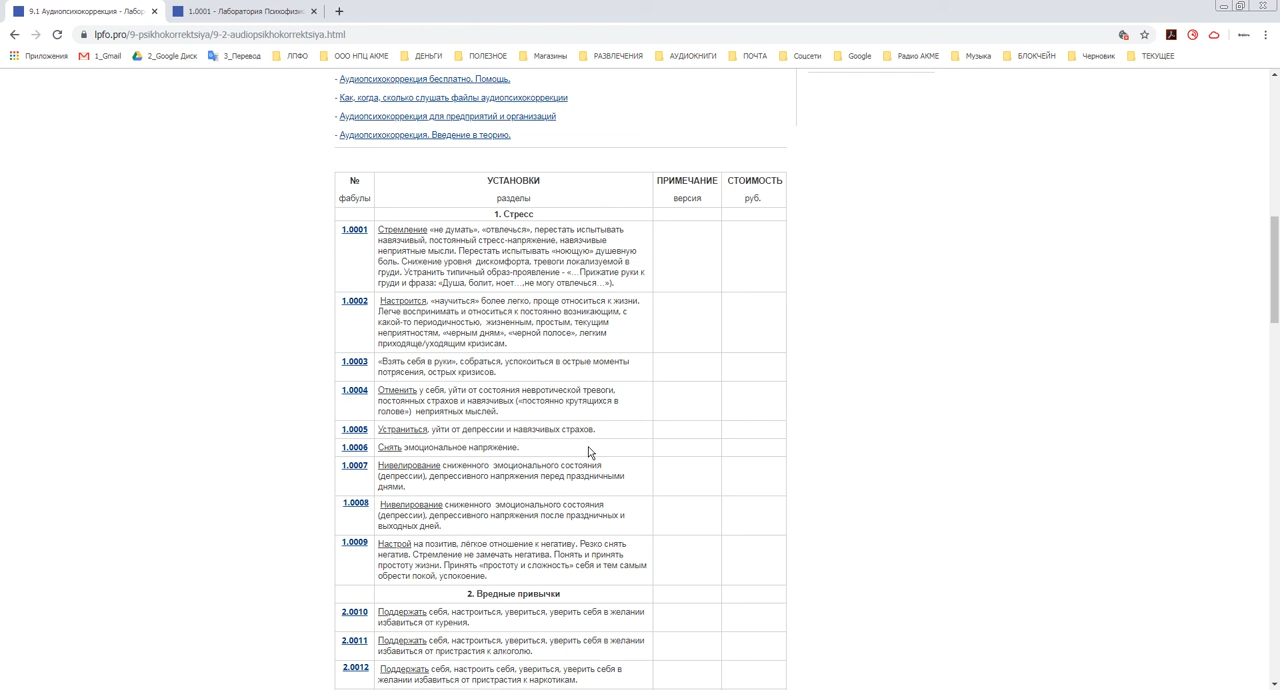 9.1 Аудиопсихокоррекция - Лабор
1.0001 - Лаборатория Психофизи
lpfo.pro/9-psikhokorrektsiya/9-2-audiopsikhokorrektsiya.html
Приложения 1_Gmail 2_Google Диск 3_Перевод ЛПФО ООО НПЦ АКМЕ ДЕНЬГИ ПОЛЕЗНОЕ Магазины РАЗВЛЕЧЕНИЯ АУДИОКНИГИ ПОЧТА Соцсети Google Радио АКМЕ Музыка БЛОКЧЕЙН Черновик ТЕКУЩЕЕ
- Аудиопсихокоррекция бесплатно. Помощь.
- Как, когда, сколько слушать файлы аудиопсихокоррекции
- Аудиопсихокоррекция для предприятий и организаций
- Аудиопсихокоррекция. Введение в теорию.
№ УСТАНОВКИ ПРИМЕЧАНИЕ СТОИМОСТЬ
фабулы разделы версия руб.
1. Стресс
1.0001 Стремление «не думать», «отвлечься», перестать испытывать
навязчивый, постоянный стресс-напряжение, навязчивые
неприятные мысли. Перестать испытывать «ноющую» душевную
боль. Снижение уровня дискомфорта, тревоги локализуемой в
груди. Устранить типичный образ-проявление - «…Прижатие руки к
груди и фраза: «Душа, болит, ноет…,не могу отвлечься…»).
1.0002 Настроится, «научиться» более легко, проще относиться к жизни.
Легче воспринимать и относиться к постоянно возникающим, с
какой-то периодичностью, жизненным, простым, текущим
неприятностям, «черным дням», «черной полосе», легким
приходяще/уходящим кризисам.
1.0003 «Взять себя в руки», собраться, успокоиться в острые моменты
потрясения, острых кризисов.
1.0004 Отменить у себя, уйти от состояния невротической тревоги,
постоянных страхов и навязчивых («постоянно крутящихся в
голове») неприятных мыслей.
1.0005 Устраниться, уйти от депрессии и навязчивых страхов.
1.0006 Снять эмоциональное напряжение.
1.0007 Нивелирование сниженного эмоционального состояния
(депрессии), депрессивного напряжения перед праздничными
днями.
1.0008 Нивелирование сниженного эмоционального состояния
(депрессии), депрессивного напряжения после праздничных и
выходных дней.
1.0009 Настрой на позитив, лёгкое отношение к негативу. Резко снять
негатив. Стремление не замечать негатива. Понять и принять
простоту жизни. Принять «простоту и сложность» себя и тем самым
обрести покой, успокоение.
2. Вредные привычки
2.0010 Поддержать себя, настроиться, увериться, уверить себя в желании
избавиться от курения.
2.0011 Поддержать себя, настроиться, увериться, уверить себя в желании
избавиться от пристрастия к алкоголю.
2.0012 Поддержать себя, настроить себя, увериться, уверить себя в
желании избавиться от пристрастия к наркотикам.